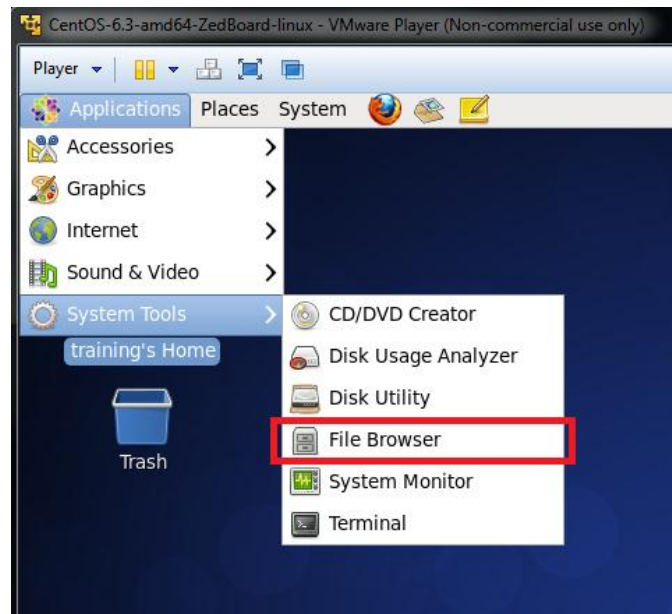 CentOS-6.3-amd64-ZedBoard-linux - VMware Player (Non-commercial use only)
Player
Applications Places System
Accessories
Graphics
Internet
Sound & Video
System Tools
CD/DVD Creator
training's Home
Disk Usage Analyzer
Disk Utility
File Browser
Trash
System Monitor
Terminal